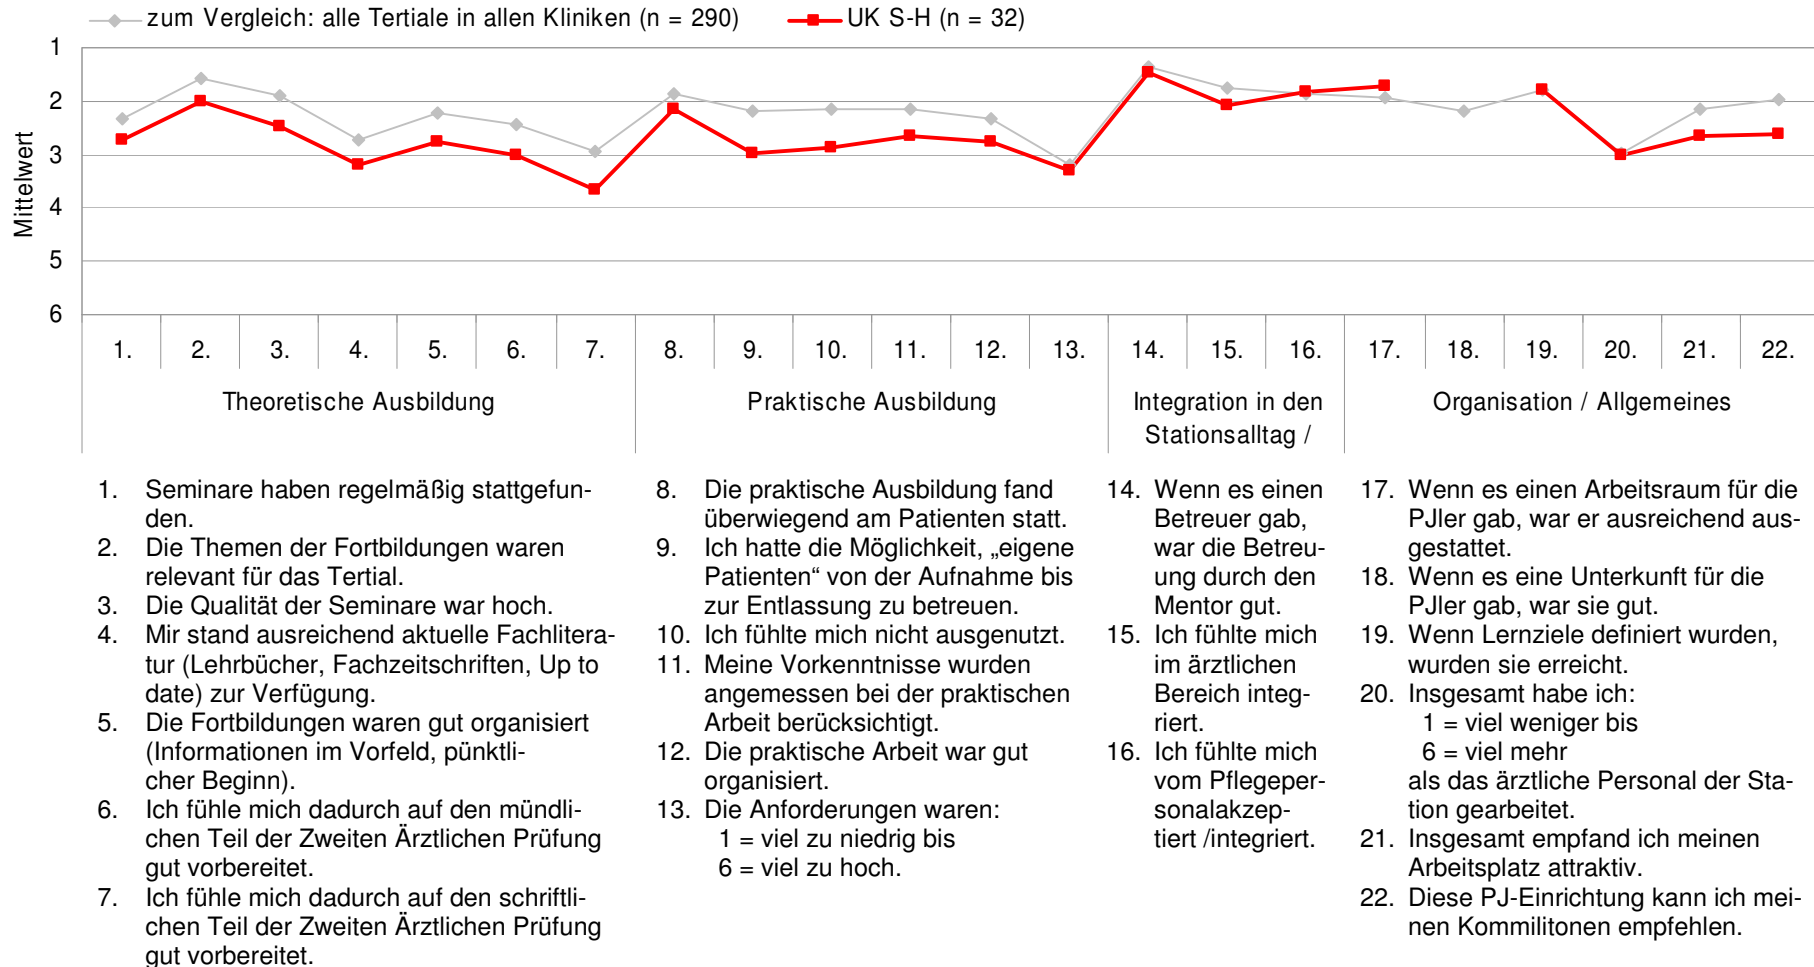 zum Vergleich: alle Tertiale in allen Kliniken (n = 290)
UK S-H (n = 32)
Mittelwert
1
2
3
4
5
6
1. 2. 3. 4. 5. 6. 7. 8. 9. 10. 11. 12. 13. 14. 15. 16. 17. 18. 19. 20. 21. 22.
Theoretische Ausbildung
Praktische Ausbildung
Integration in den
Stationsalltag /
Organisation / Allgemeines
1. Seminare haben regelmäßig stattgefun-
den.
2. Die Themen der Fortbildungen waren
relevant für das Tertial.
3. Die Qualität der Seminare war hoch.
4. Mir stand ausreichend aktuelle Fachlitera-
tur (Lehrbücher, Fachzeitschriften, Up to
date) zur Verfügung.
5. Die Fortbildungen waren gut organisiert
(Informationen im Vorfeld, pünktli-
cher Beginn).
6. Ich fühle mich dadurch auf den mündli-
chen Teil der Zweiten Ärztlichen Prüfung
gut vorbereitet.
7. Ich fühle mich dadurch auf den schriftli-
chen Teil der Zweiten Ärztlichen Prüfung
gut vorbereitet.
8. Die praktische Ausbildung fand
überwiegend am Patienten statt.
9. Ich hatte die Möglichkeit, „eigene
Patienten“ von der Aufnahme bis
zur Entlassung zu betreuen.
10. Ich fühlte mich nicht ausgenutzt.
11. Meine Vorkenntnisse wurden
angemessen bei der praktischen
Arbeit berücksichtigt.
12. Die praktische Arbeit war gut
organisiert.
13. Die Anforderungen waren:
1 = viel zu niedrig bis
6 = viel zu hoch.
14. Wenn es einen
Betreuer gab,
war die Betreu-
ung durch den
Mentor gut.
15. Ich fühlte mich
im ärztlichen
Bereich integ-
riert.
16. Ich fühlte mich
vom Pflegeper-
sonalakzep-
tiert /integriert.
17. Wenn es einen Arbeitsraum für die
PJler gab, war er ausreichend aus-
gestattet.
18. Wenn es eine Unterkunft für die
PJler gab, war sie gut.
19. Wenn Lernziele definiert wurden,
wurden sie erreicht.
20. Insgesamt habe ich:
1 = viel weniger bis
6 = viel mehr
als das ärztliche Personal der Sta-
tion gearbeitet.
21. Insgesamt empfand ich meinen
Arbeitsplatz attraktiv.
22. Diese PJ-Einrichtung kann ich mei-
nen Kommilitonen empfehlen.